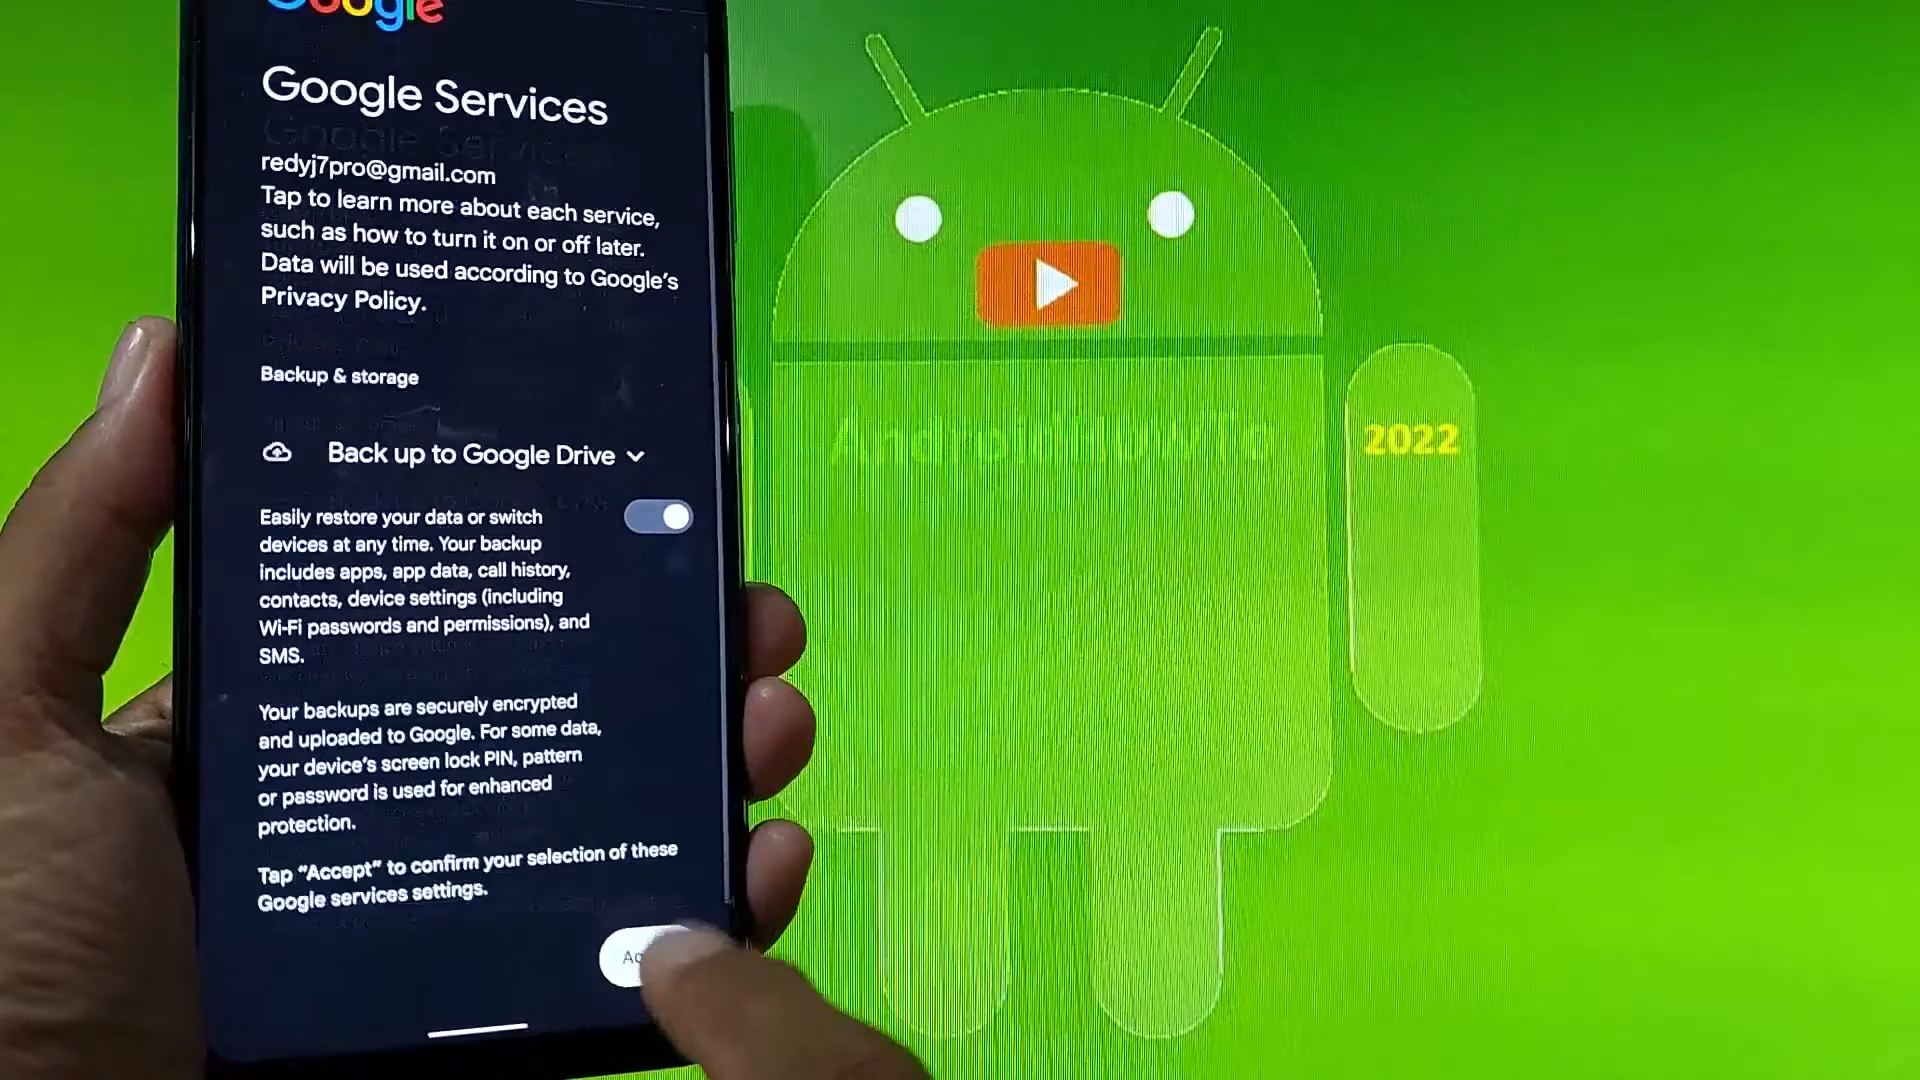 Google
Google Services
redyj7pro@gmail.com
Tap to learn more about each service,
such as how to turn it on or off later.
Data will be used according to Google's
Privacy Policy.
Backup & storage
Back up to Google Drive
Easily restore your data or switch
devices at any time. Your backup
includes apps, app data, call history,
contacts, device settings (including
Wi-Fi passwords and permissions), and
SMS.
Your backups are securely encrypted
and uploaded to Google. For some data,
your device's screen lock PIN, pattern
or password is used for enhanced
protection.
Tap "Accept" to confirm your selection of these
Google services settings.
AndroidHowTo
2022